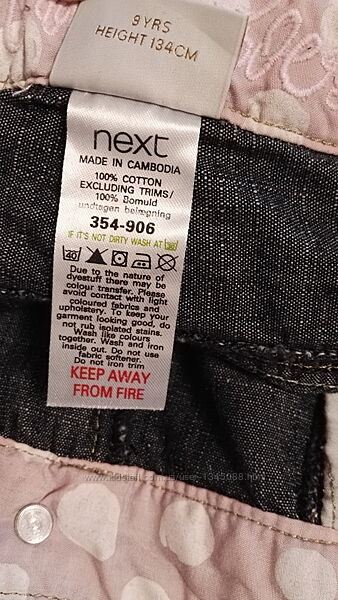 9 YRS
HEIGHT 134CM
next
MADE IN CAMBODIA
100% COTTON
EXCLUDING TRIMS/
100% Bomuld
undtagen belægning
354-906
IF IT'S NOT DIRTY WASH AT 30
40
Due to the nature of
dyestuff there may be
colour transfer. Please
avoid contact with light
coloured fabrics and
upholstery. To keep your
garment looking good, do
not rub isolated stains.
Wash like colours
together. Wash and iron
inside out. Do not use
fabric softener.
Do not iron trim
KEEP AWAY
FROM FIRE